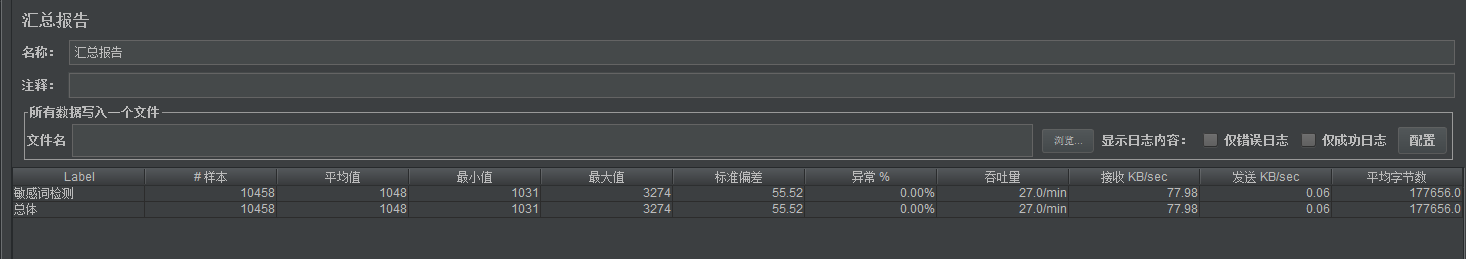 汇总报告
名称： 汇总报告
注释：
所有数据写入一个文件
文件名 浏览... 显示日志内容： 仅错误日志 仅成功日志 配置
Label # 样本 平均值 最小值 最大值 标准偏差 异常 % 吞吐量 接收 KB/sec 发送 KB/sec 平均字节数
敏感词检测 10458 1048 1031 3274 55.52 0.00% 27.0/min 77.98 0.06 177656.0
总体 10458 1048 1031 3274 55.52 0.00% 27.0/min 77.98 0.06 177656.0